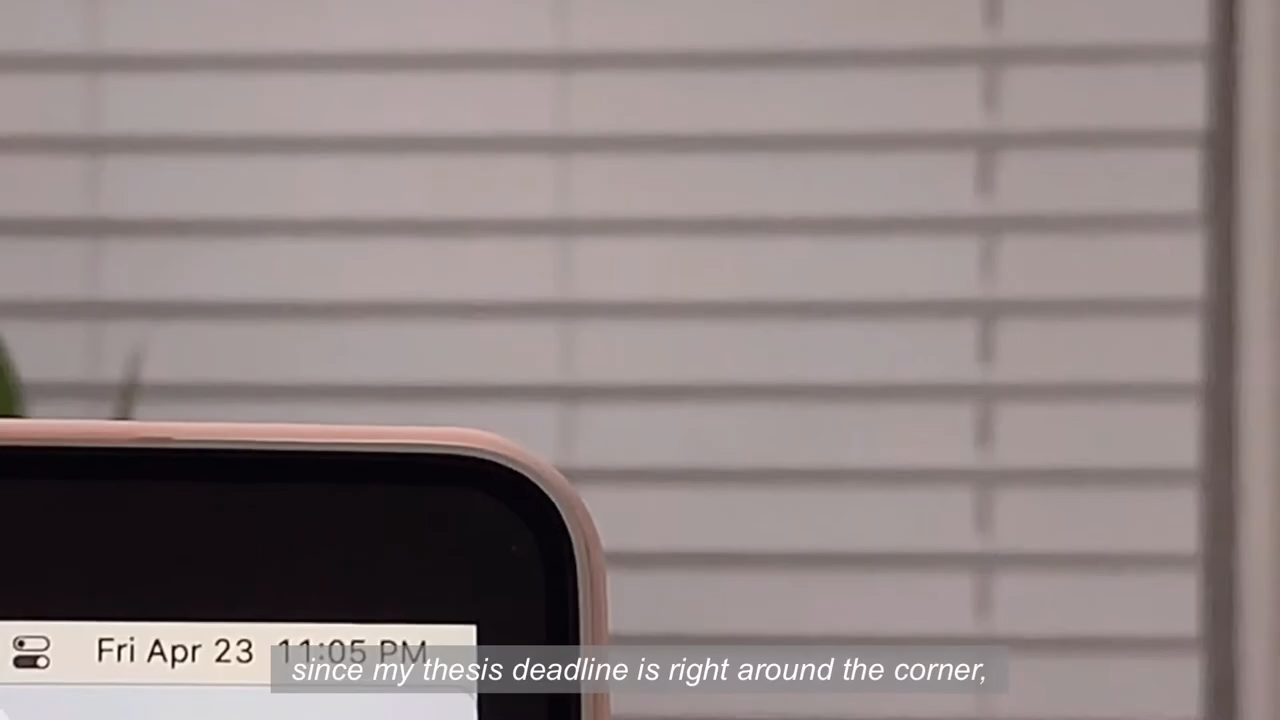 Fri Apr 23 11:05 PM
since my thesis deadline is right around the corner,